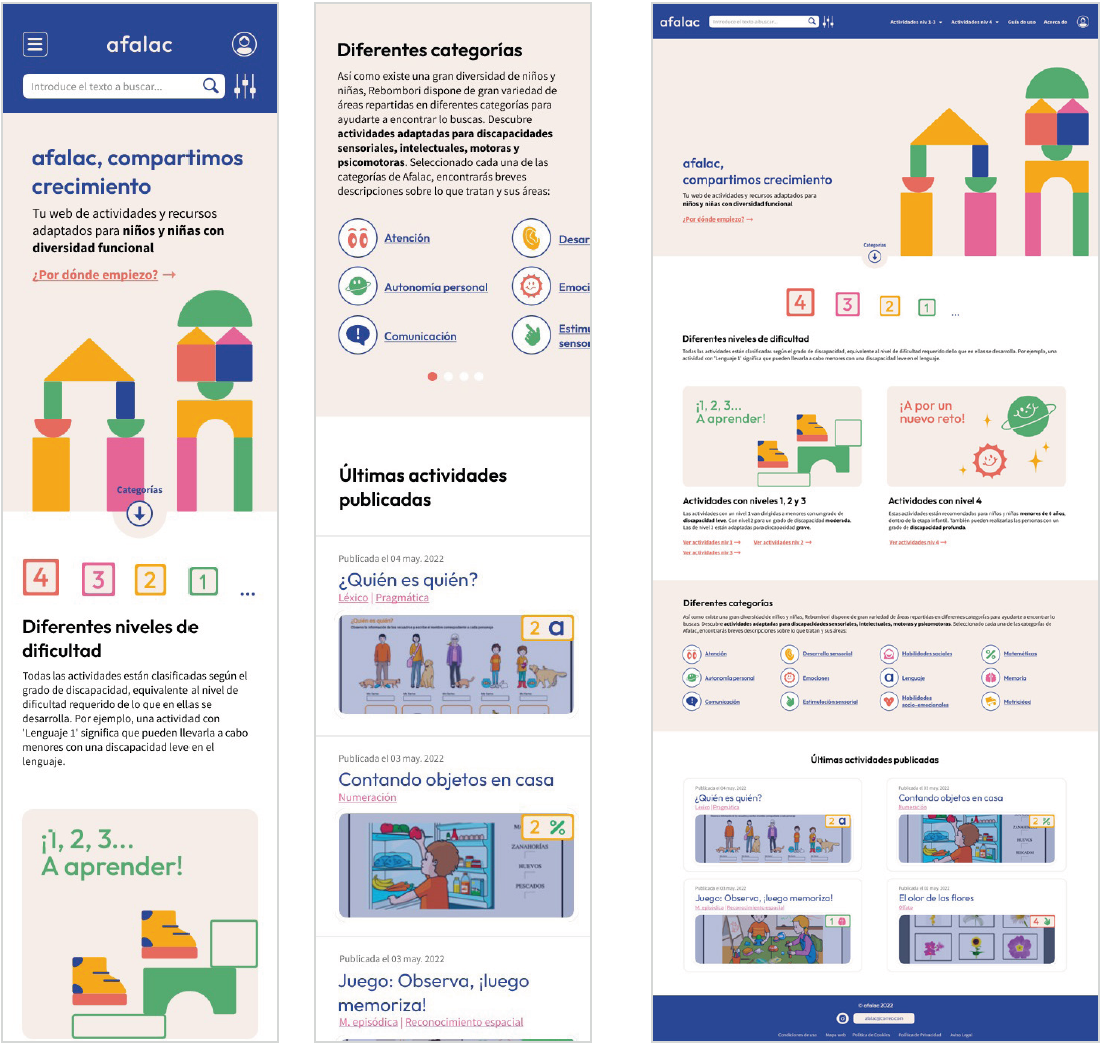 afalac
Introduce el texto a buscar...
afalac, compartimos
crecimiento
Tu web de actividades y recursos
adaptados para niños y niñas con
diversidad funcional
¿Por dónde empiezo? →
Categorías
4 3 2 1 ...
Diferentes niveles de
dificultad
Todas las actividades están clasificadas según el
grado de discapacidad, equivalente al nivel de
dificultad requerido de lo que en ellas se
desarrolla. Por ejemplo, una actividad con
'Lenguaje 1' significa que pueden llevarla a cabo
menores con una discapacidad leve en el
lenguaje.
¡1, 2, 3...
A aprender!
Diferentes categorías
Así como existe una gran diversidad de niños y
niñas, Rebombori dispone de gran variedad de
áreas repartidas en diferentes categorías para
ayudarte a encontrar lo buscas. Descubre
actividades adaptadas para discapacidades
sensoriales, intelectuales, motoras y
psicomotoras. Seleccionado cada una de las
categorías de Afalac, encontrarás breves
descripciones sobre lo que tratan y sus áreas:
Atención
Desar
Autonomía personal
Emoci
Comunicación
Estimu
sensor
Últimas actividades
publicadas
Publicada el 04 may. 2022
¿Quién es quién?
Léxico | Pragmática
¿Quién es quién?
2 a
Publicada el 03 may. 2022
Contando objetos en casa
Numeración
2 %
ZANAHORÍAS
HUEVOS
PESCADOS
Publicada el 03 may. 2022
Juego: Observa, ¡luego
memoriza!
M. episódica | Reconocimiento espacial
afalac
Introduce el texto a buscar...
Actividades niv 1-3
Actividades niv 4
Guía de uso
Acerca de
afalac,
compartimos crecimiento
Tu web de actividades y recursos adaptados para
niños y niñas con diversidad funcional
¿Por dónde empiezo? →
Categorías
4 3 2 1 ...
Diferentes niveles de dificultad
Todas las actividades están clasificadas según el grado de discapacidad, equivalente al nivel de dificultad requerido de lo que en ellas se desarrolla. Por ejemplo, una
actividad con 'Lenguaje 1' significa que pueden llevarla a cabo menores con una discapacidad leve en el lenguaje.
¡1, 2, 3...
A aprender!
¡A por un
nuevo reto!
Actividades con niveles 1, 2 y 3
Las actividades con un nivel 1 van dirigidas a menores con un grado de
discapacidad leve. Con nivel 2 para un grado de discapacidad moderada.
Las de nivel 3 están adaptadas para discapacidad grave.
Ver actividades niv 1 →
Ver actividades niv 2 →
Ver actividades niv 3 →
Actividades con nivel 4
Estas actividades están recomendados para niños y niñas menores de 6 años,
dentro de la etapa infantil. También pueden realizarlas las personas con un
grado de discapacidad profunda.
Ver actividades niv 4 →
Diferentes categorías
Así como existe una gran diversidad de niños y niñas, Rebombori dispone de gran variedad de áreas repartidas en diferentes categorías para ayudarte a encontrar lo
buscas. Descubre actividades adaptadas para discapacidades sensoriales, intelectuales, motoras y psicomotoras. Seleccionado cada una de las categorías de
Afalac, encontrarás breves descripciones sobre lo que tratan y sus áreas:
Atención
Desarrollo sensorial
Habilidades sociales
Matemáticas
Autonomía personal
Emociones
Lenguaje
Memoria
Comunicación
Estimulación sensorial
Habilidades
socio-emocionales
Motricidad
Últimas actividades publicadas
Publicada el 04 may. 2022
¿Quién es quién?
Léxico | Pragmática
2 a
Publicada el 03 may. 2022
Contando objetos en casa
Numeración
2 %
Publicada el 03 may. 2022
Juego: Observa, ¡luego memoriza!
M. episódica | Reconocimiento espacial
1
El olor de las flores
Olfato
4
© afalac 2022
Condiciones de uso
Mapa web
Política de Cookies
Política de Privacidad
Aviso Legal